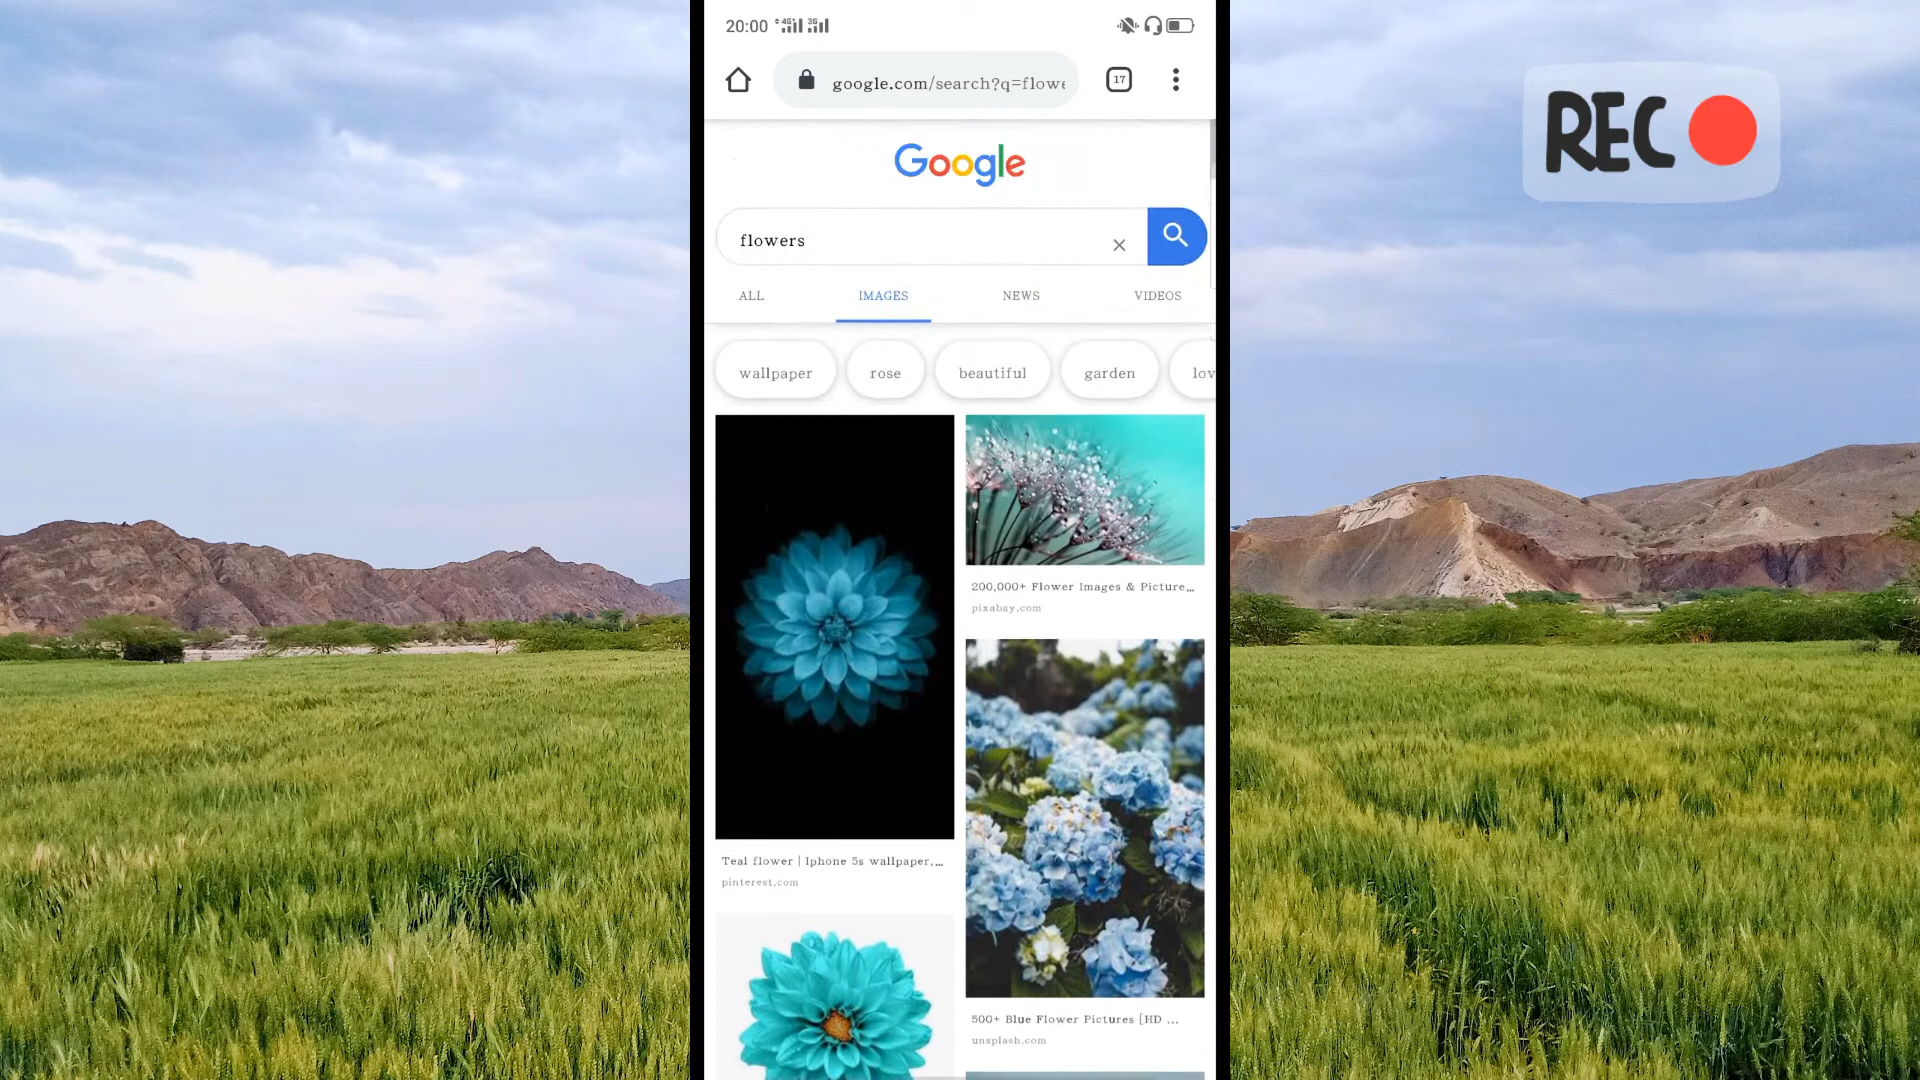 20:00 4G+ 3G
google.com/search?q=flowe
17
REC
Google
flowers
ALL IMAGES NEWS VIDEOS
wallpaper rose beautiful garden lov
200,000+ Flower Images & Picture...
pixabay.com
Teal flower | Iphone 5s wallpaper,...
pinterest.com
500+ Blue Flower Pictures [HD ...
unsplash.com